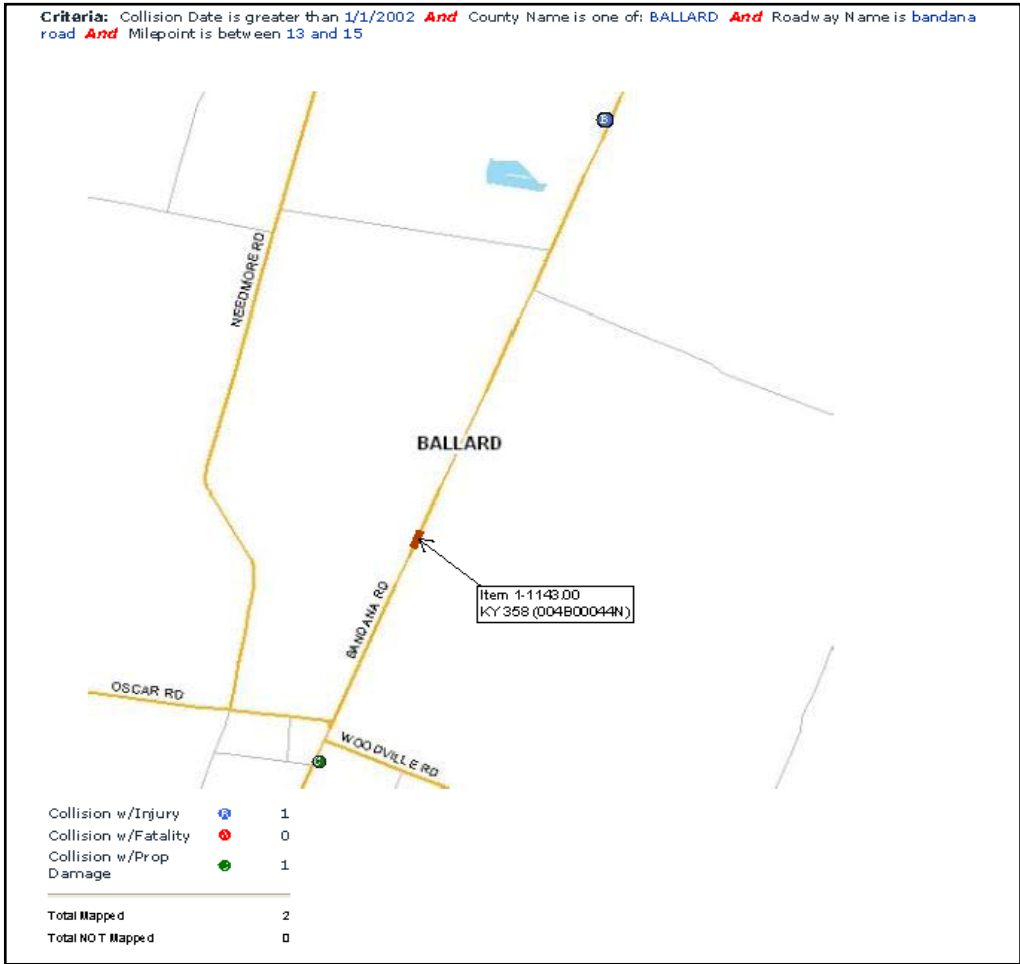 Criteria: Collision Date is greater than 1/1/2002 And County Name is one of: BALLARD And Roadway Name is bandana
road And Milepoint is between 13 and 15
B
NEEDMORE RD
BALLARD
Item 1-1143.00
KY 358 (004B00044N)
BANDANA RD
OSCAR RD
WOODVILLE RD
Collision w/Injury 1
Collision w/Fatality 0
Collision w/Prop
Damage 1
Total Mapped 2
Total NOT Mapped 0